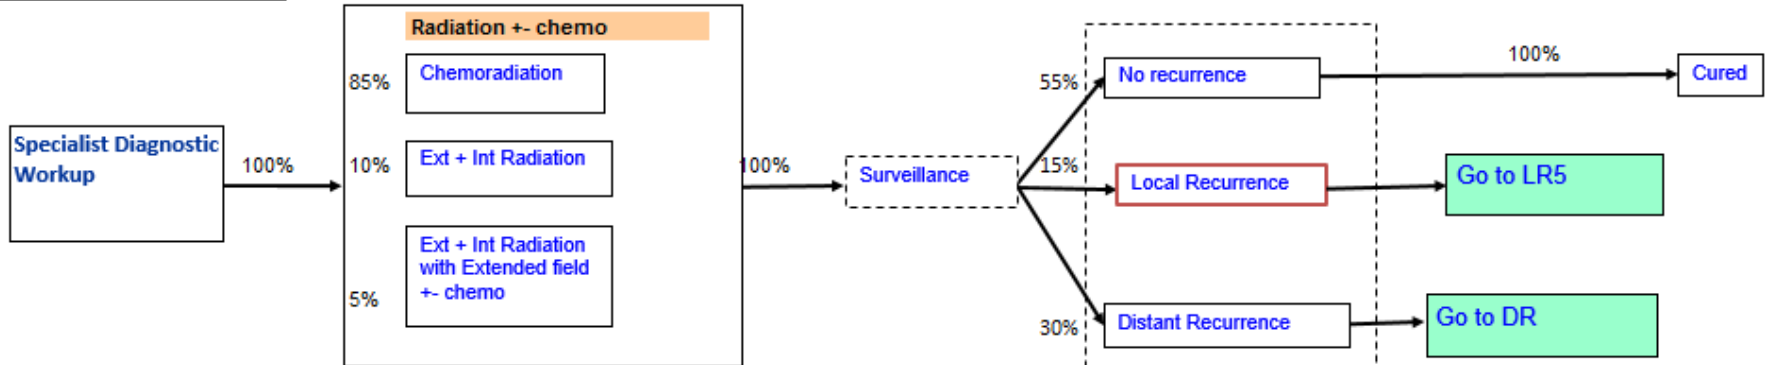 Radiation +- chemo
85%
Chemoradiation
Specialist Diagnostic
Workup
100%
10%
Ext + Int Radiation
5%
Ext + Int Radiation
with Extended field
+- chemo
100%
Surveillance
55%
No recurrence
100%
Cured
15%
Local Recurrence
Go to LR5
30%
Distant Recurrence
Go to DR